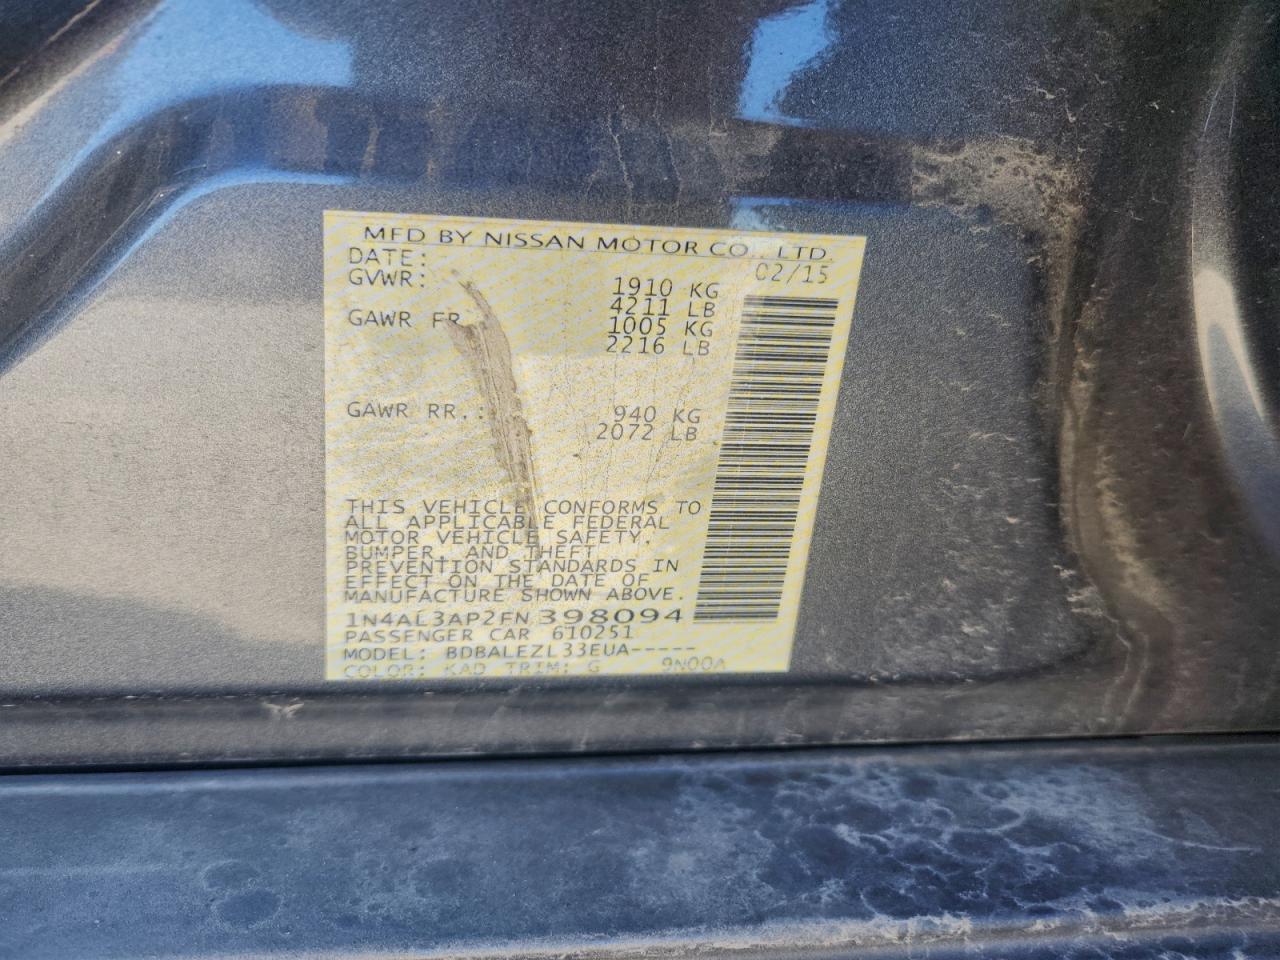 MFD BY NISSAN MOTOR CO., LTD.
DATE: 02/15
GVWR: 1910 KG
4211 LB
GAWR FR. 1005 KG
2216 LB
GAWR RR.: 940 KG
2072 LB
THIS VEHICLE CONFORMS TO
ALL APPLICABLE FEDERAL
MOTOR VEHICLE SAFETY,
BUMPER, AND THEFT
PREVENTION STANDARDS IN
EFFECT ON THE DATE OF
MANUFACTURE SHOWN ABOVE.
1N4AL3AP2FN398094
PASSENGER CAR 610251
MODEL: BDBALEZL33EUA-----
COLOR: KAD TRIM: G 9N00A